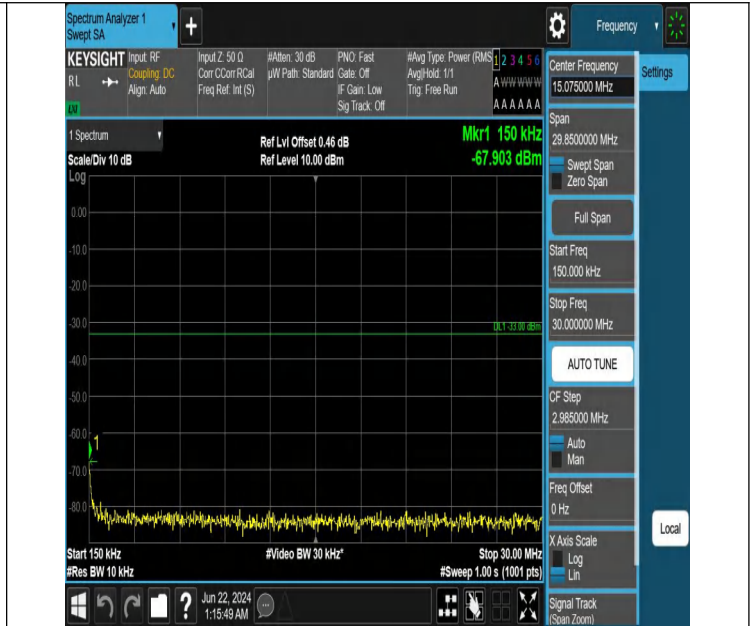 Spectrum Analyzer 1
Swept SA
+
Frequency
KEYSIGHT
R L
LXI
Input: RF
Coupling: DC
Align: Auto
Input Z: 50 Ω
Corr CCorr RCal
Freq Ref: Int (S)
#Atten: 30 dB
µW Path: Standard
PNO: Fast
Gate: Off
IF Gain: Low
Sig Track: Off
#Avg Type: Power (RMS
Avg|Hold: 1/1
Trig: Free Run
1 2 3 4 5 6
A W W W W W
A A A A A A
1 Spectrum
Scale/Div 10 dB
Log
Ref Lvl Offset 0.46 dB
Ref Level 10.00 dBm
Mkr1 150 kHz
-67.903 dBm
0.00
-10.0
-20.0
-30.0
DL1 -33.00 dBm
-40.0
-50.0
-60.0
1
-70.0
-80.0
Start 150 kHz
#Res BW 10 kHz
#Video BW 30 kHz*
Stop 30.00 MHz
#Sweep 1.00 s (1001 pts)
Jun 22, 2024
1:15:49 AM
Center Frequency
15.075000 MHz
Settings
Span
29.8500000 MHz
Swept Span
Zero Span
Full Span
Start Freq
150.000 kHz
Stop Freq
30.000000 MHz
AUTO TUNE
CF Step
2.985000 MHz
Auto
Man
Freq Offset
0 Hz
Local
X Axis Scale
Log
Lin
Signal Track
(Span Zoom)